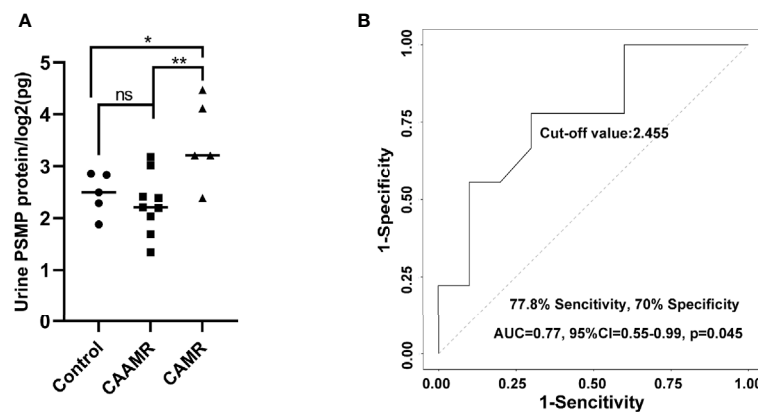 A
Urine PSMP protein/log2(pg)
5
4
3
2
1
0
*
**
ns
Control
CAAMR
CAMR
B
1-Specificity
1.00
0.75
0.50
0.25
0.00
Cut-off value:2.455
77.8% Sencitivity, 70% Specificity
AUC=0.77, 95%CI=0.55-0.99, p=0.045
0.00 0.25 0.50 0.75 1.00
1-Sencitivity